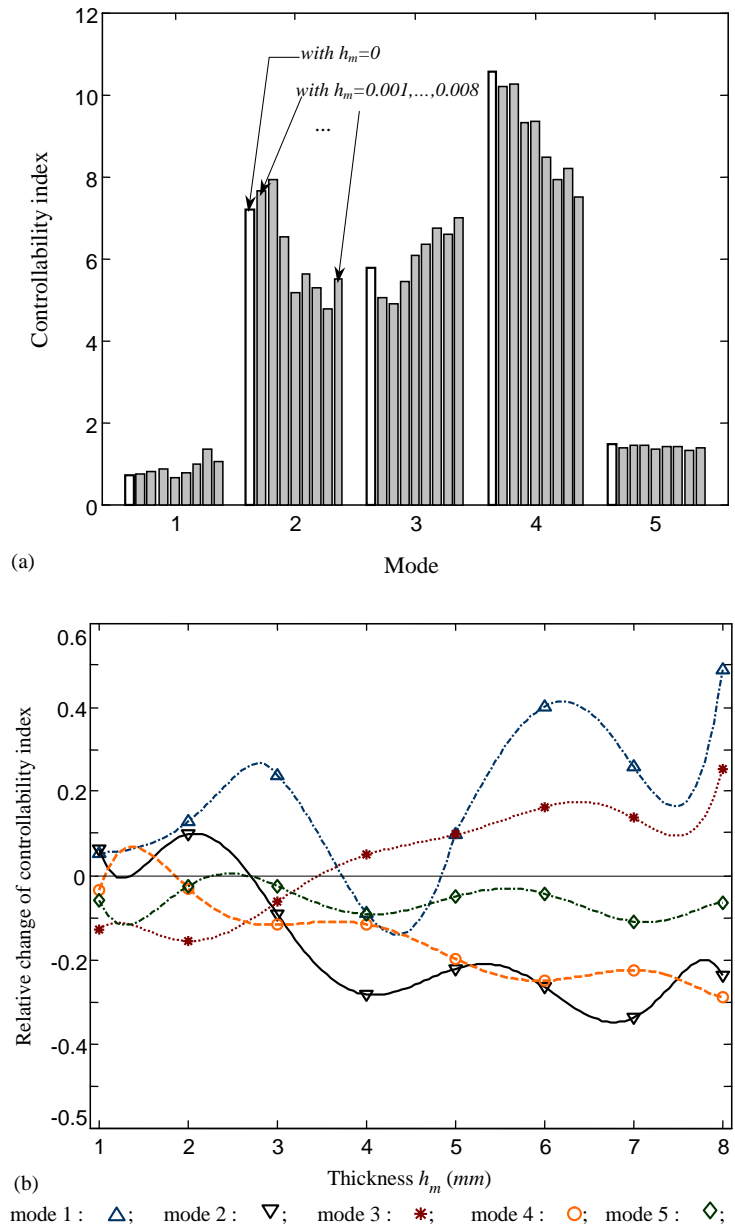 12
10
8
6
4
2
0
Controllability index
with hm=0
with hm=0.001,...,0.008
...
1 2 3 4 5
Mode
(a)
0.6
0.4
0.2
0
-0.2
-0.4
-0.5
Relative change of controllability index
1 2 3 4 5 6 7 8
Thickness hm (mm)
(b)
mode 1 : △; mode 2 : ▽; mode 3 : *; mode 4 : ○; mode 5 : ◇;